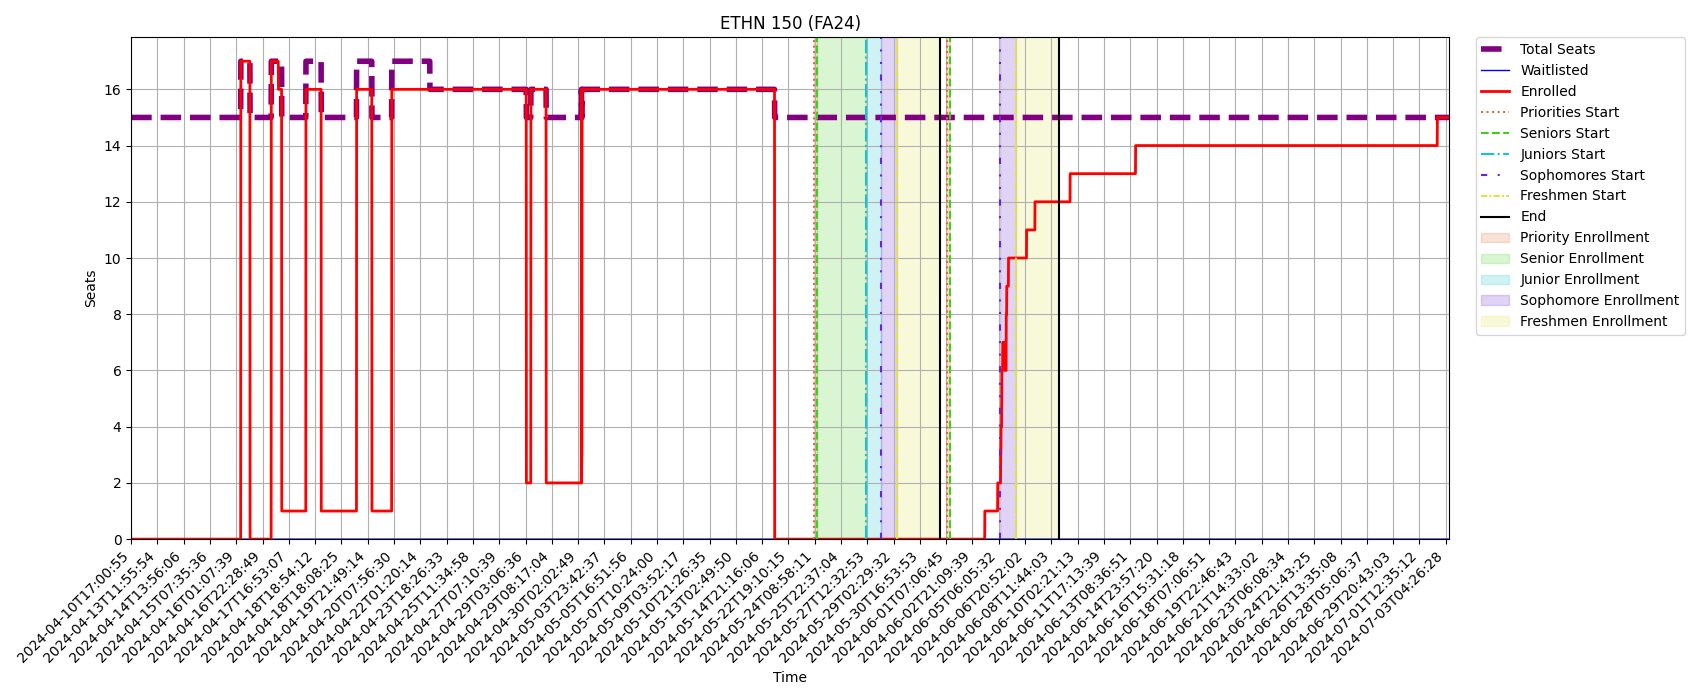 ETHN 150 (FA24)
Total Seats
Waitlisted
Enrolled
Priorities Start
Seniors Start
Juniors Start
Sophomores Start
Freshmen Start
End
Priority Enrollment
Senior Enrollment
Junior Enrollment
Sophomore Enrollment
Freshmen Enrollment
Seats
16
14
12
10
8
6
4
2
0
2024-04-10T17:00:55
2024-04-13T11:55:54
2024-04-14T13:56:06
2024-04-15T07:35:36
2024-04-16T01:07:39
2024-04-16T22:28:49
2024-04-17T16:53:07
2024-04-18T18:54:12
2024-04-18T18:08:25
2024-04-19T21:49:14
2024-04-20T07:56:30
2024-04-22T01:20:14
2024-04-23T18:26:33
2024-04-25T11:34:58
2024-04-27T07:10:39
2024-04-29T03:06:36
2024-04-29T08:17:04
2024-04-30T02:02:49
2024-05-03T23:42:37
2024-05-05T16:51:56
2024-05-07T10:24:00
2024-05-09T03:52:17
2024-05-10T21:26:35
2024-05-13T02:49:50
2024-05-14T21:16:06
2024-05-22T19:10:15
2024-05-24T08:58:11
2024-05-25T22:37:04
2024-05-27T12:32:53
2024-05-29T02:29:32
2024-05-30T16:53:53
2024-06-01T07:06:45
2024-06-02T21:09:39
2024-06-05T06:05:32
2024-06-06T20:52:02
2024-06-08T11:44:03
2024-06-10T02:21:13
2024-06-11T17:13:39
2024-06-13T08:36:51
2024-06-14T23:57:20
2024-06-16T15:31:18
2024-06-18T07:06:51
2024-06-19T22:46:43
2024-06-21T14:33:02
2024-06-23T06:08:34
2024-06-24T21:43:25
2024-06-26T13:35:08
2024-06-28T05:06:37
2024-06-29T20:43:03
2024-07-01T12:35:12
2024-07-03T04:26:28
Time